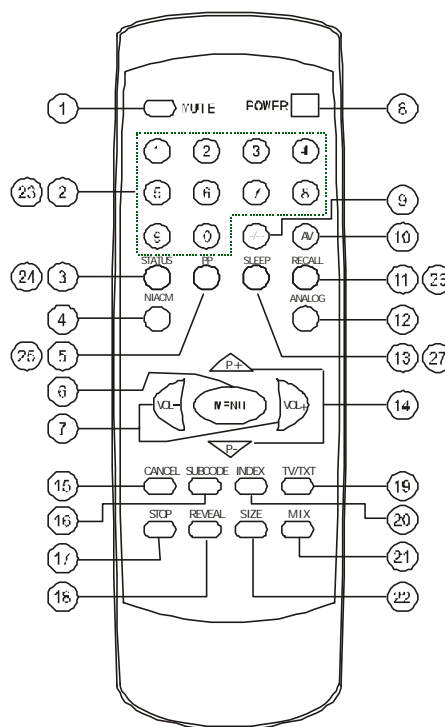 1 MUTE POWER 8
1 2 3 4
23 2 5 6 7 8 9
9 0 -/-- AV 10
STATUS BP SLEEP RECALL
24 3 11 26
NIACM ANALOG
4 12
25 5 13 27
P+
6
VOL- MENU VOL+ 14
7
P-
CANCEL SUBCODE INDEX TV/TXT
15 19
16 20
STOP REVEAL SIZE MIX
17 21
18 22